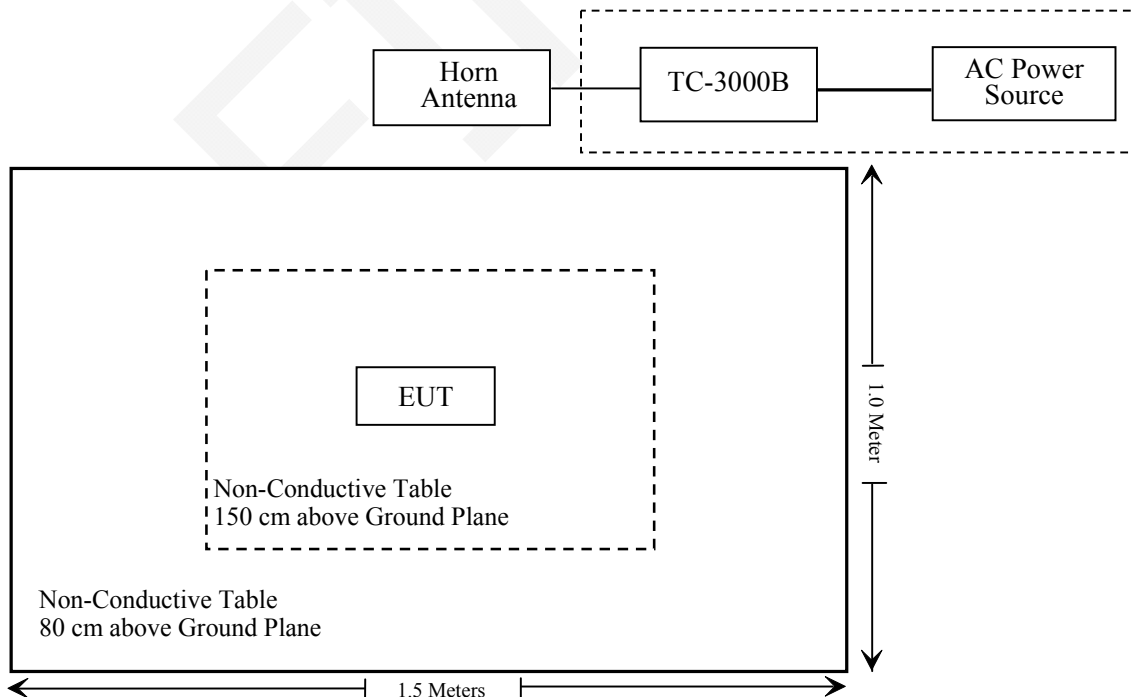 Horn
Antenna
TC-3000B
AC Power
Source
EUT
Non-Conductive Table
150 cm above Ground Plane
Non-Conductive Table
80 cm above Ground Plane
1.0 Meter
1.5 Meters